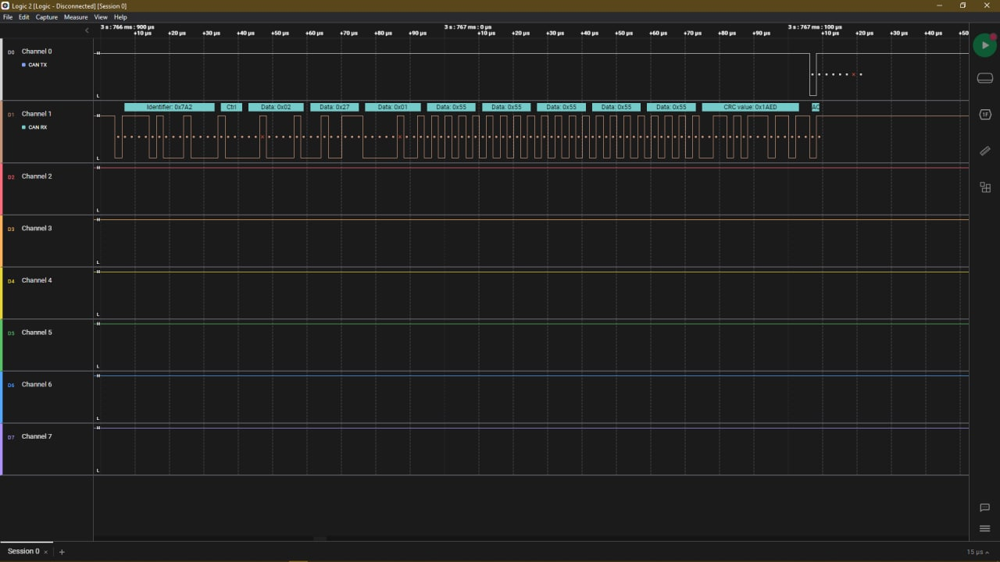 Logic 2 [Logic - Disconnected] [Session 0]
File Edit Capture Measure View Help
3 s : 766 ms : 900 µs 3 s : 767 ms : 0 µs 3 s : 767 ms : 100 µs
+10 µs +20 µs +30 µs +40 µs +50 µs +60 µs +70 µs +80 µs +90 µs +10 µs +20 µs +30 µs +40 µs +50 µs +60 µs +70 µs +80 µs +90 µs +10 µs +20 µs +30 µs +40 µs +50
D0 Channel 0 H
CAN TX
L
Identifier: 0x7A2 Ctrl Data: 0x02 Data: 0x27 Data: 0x01 Data: 0x55 Data: 0x55 Data: 0x55 Data: 0x55 Data: 0x55 CRC value: 0x1AED AC
D1 Channel 1 H
CAN RX
L
H
D2 Channel 2
L
H
D3 Channel 3
L
H
D4 Channel 4
L
H
D5 Channel 5
L
H
D6 Channel 6
L
H
D7 Channel 7
L
1F
Session 0
15 µs